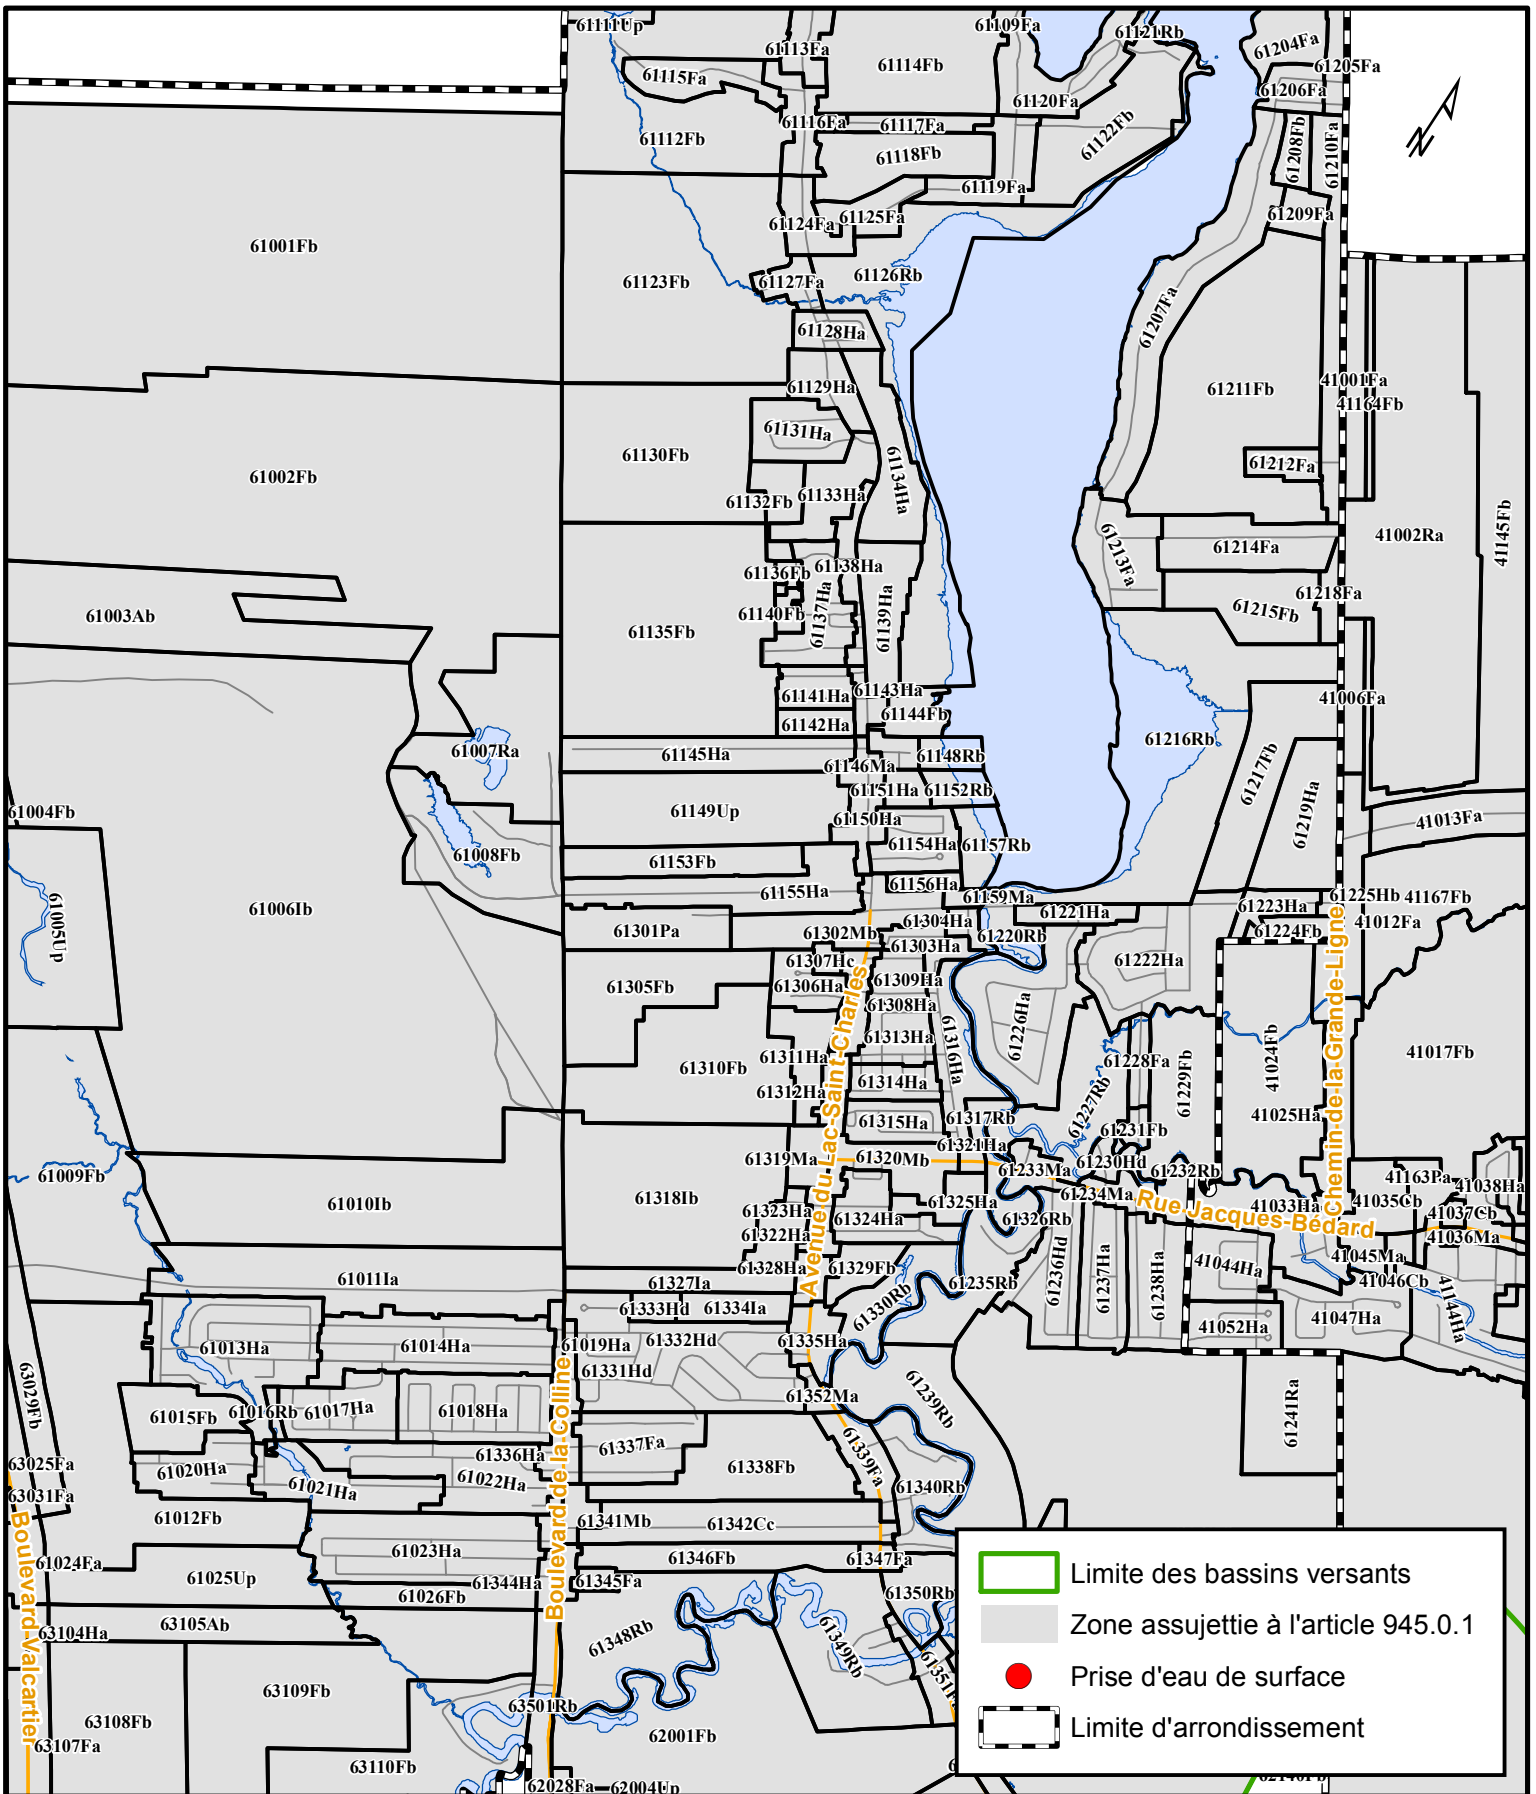 61111Up
61109Fa
61121Rb
61113Fa
61204Fa
61114Fb
61205Fa
61115Fa
61206Fa
61120Fa
61116Fa
61117Fa
61122Fb
61208Fb
61210Fa
61112Fb
61118Fb
61119Fa
61209Fa
61124Fa
61125Fa
N
61001Fb
61123Fb
61127Fa
61126Rb
61207Fa
61128Ha
61129Ha
61211Fb
41001Fa
41164Fb
61131Ha
61130Fb
61134Ha
61212Fa
61002Fb
61132Fb
61133Ha
41002Ra
41145Fb
61213Fa
61214Fa
61136Fb
61138Ha
61218Fa
61003Ab
61140Fb
61137Ha
61139Ha
61215Fb
61135Fb
61141Ha
61143Ha
41006Fa
61142Ha
61144Fb
61007Ra
61145Ha
61148Rb
61216Rb
61146Ma
61217Fb
61151Ha
61152Rb
61004Fb
61149Up
61150Ha
61219Ha
41013Fa
61154Ha
61157Rb
61008Fb
61153Fb
61155Ha
61156Ha
61159Ma
61225Hb
41167Fb
61005Up
61006Ib
61221Ha
61223Ha
61304Ha
41012Fa
61301Pa
61302Mb
61303Ha
61220Rb
61224Fb
61307Hc
61222Ha
61305Fb
61306Ha
61309Ha
61308Ha
61226Ha
61313Ha
61316Ha
41024Fb
41017Fb
61311Ha
61310Fb
61228Fa
61229Fb
61312Ha
61314Ha
61227Rb
61315Ha
61317Rb
41025Ha
61231Fb
61321Ha
61319Ma
61320Mb
61233Ma
61230Hd
61232Rb
61009Fb
61010Ib
61318Ib
61325Ha
61234Ma
41163Pa
41038Ha
41033Ha
41035Cb
61323Ha
61324Ha
61326Rb
41037Cb
61322Ha
41036Ma
61328Ha
61329Fb
61236Hd
61237Ha
61238Ha
41044Ha
41045Ma
61011Ia
61327Ia
61235Rb
41046Cb
61333Hd
61334Ia
61330Rb
41144Ha
61013Ha
61014Ha
61019Ha
61332Hd
61335Ha
41052Ha
41047Ha
61331Hd
63029Fb
61352Ma
61239Rb
61241Ra
61015Fb
61016Rb
61017Ha
61018Ha
61336Ha
61337Fa
61339Fa
63025Fa
61020Ha
61022Ha
61338Fb
61021Ha
61340Rb
63031Fa
61012Fb
61341Mb
61342Cc
61023Ha
61024Fa
61346Fb
61347Fa
61025Up
61344Ha
61345Fa
61026Fb
61350Rb
63104Ha
63105Ab
61348Rb
61349Rb
63109Fb
63501Rb
63108Fb
62001Fb
63107Fa
63110Fb
62028Fa
62004Up
Avenue du Lac-Saint-Charles
Chemin de la Grande-Ligne
Rue Jacques-Bédard
Boulevard de la Colline
Boulevard Valcartier
Limite des bassins versants
Zone assujettie à l'article 945.0.1
Prise d'eau de surface
Limite d'arrondissement